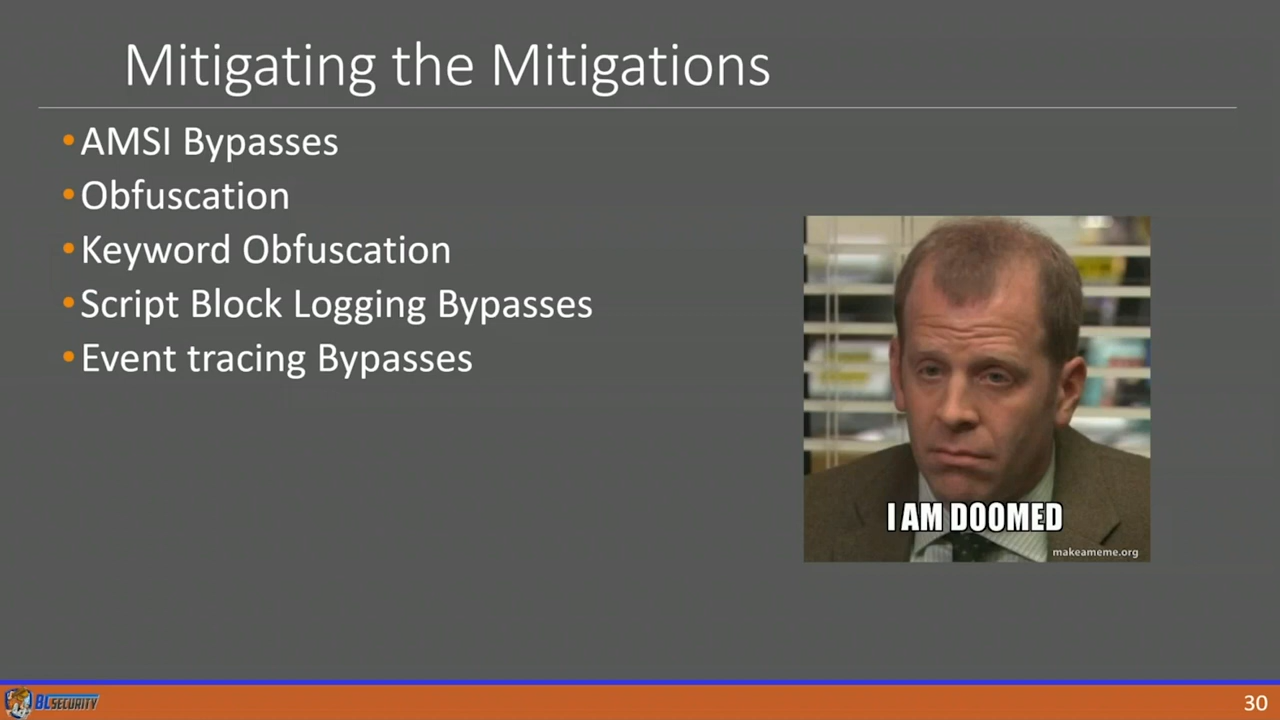 Mitigating the Mitigations
•AMSI Bypasses
•Obfuscation
•Keyword Obfuscation
•Script Block Logging Bypasses
•Event tracing Bypasses
I AM DOOMED
makeameme.org
BLSECURITY
30